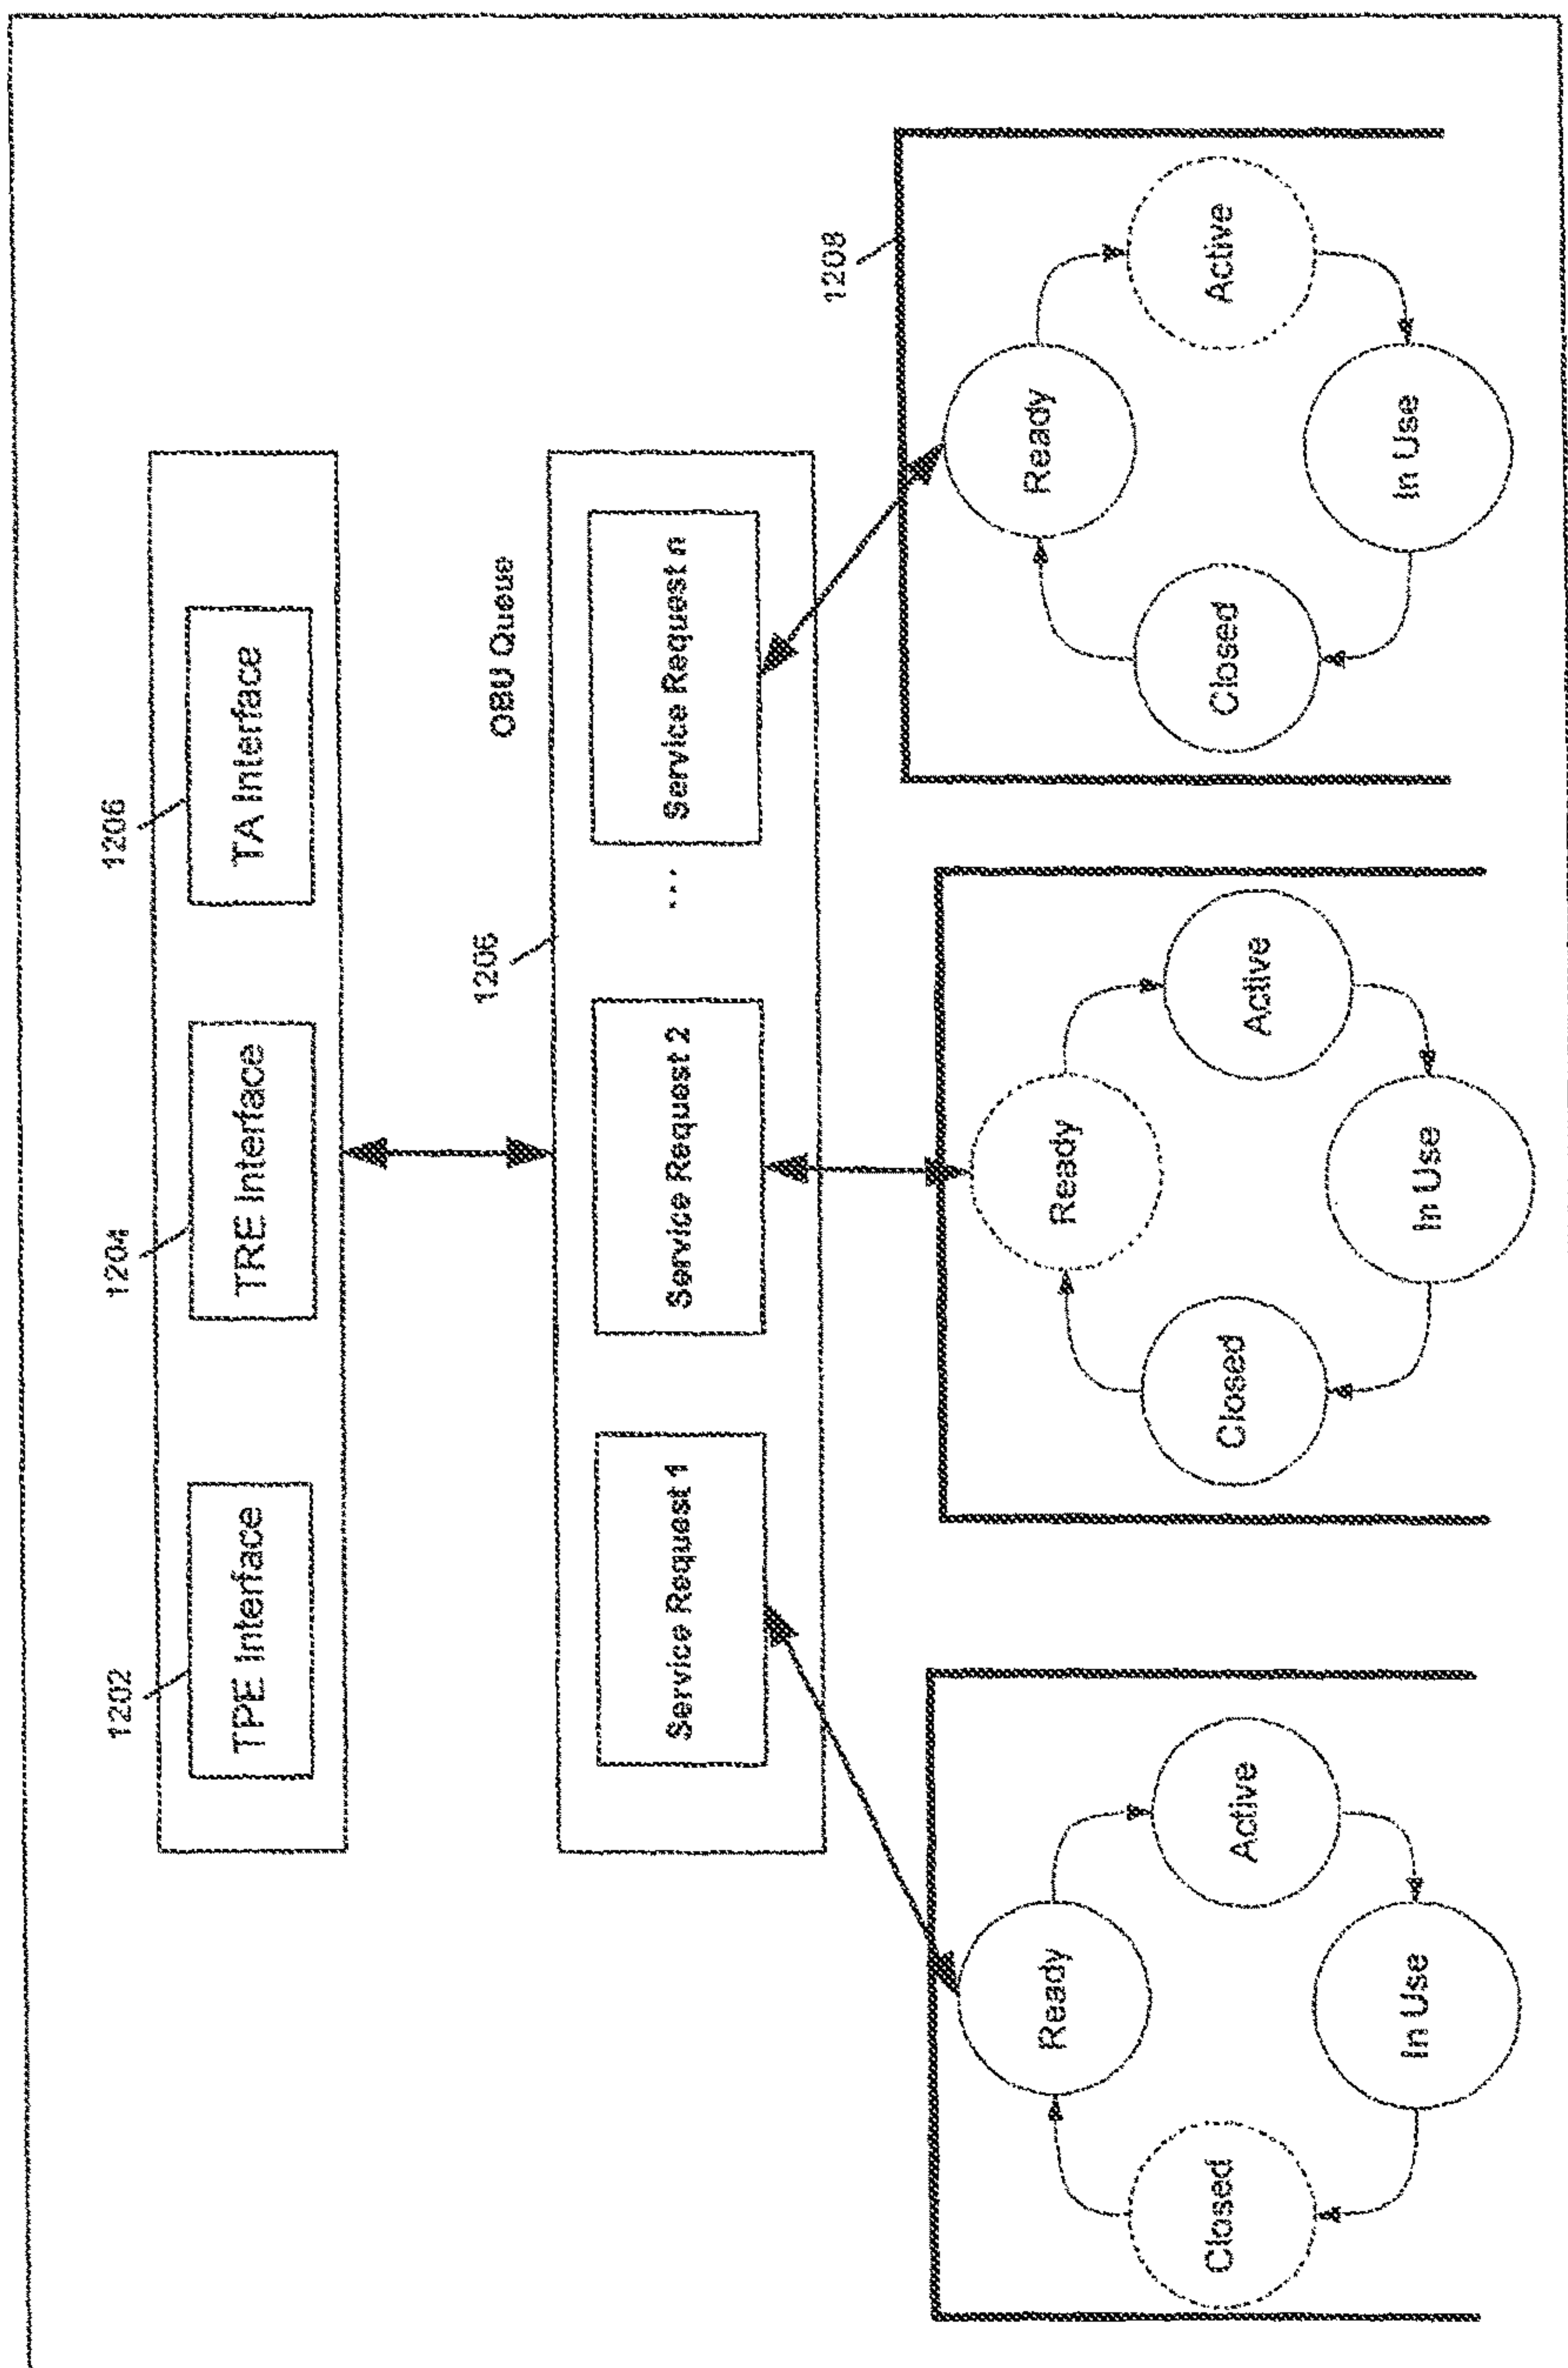 1202
1204
1206
TPE Interface
TRE Interface
TA Interface
OBU Queue
1206
Service Request 1
Service Request 2
...
Service Request n
1208
Ready
Closed
Active
In Use
Ready
Closed
Active
In Use
Ready
Closed
Active
In Use